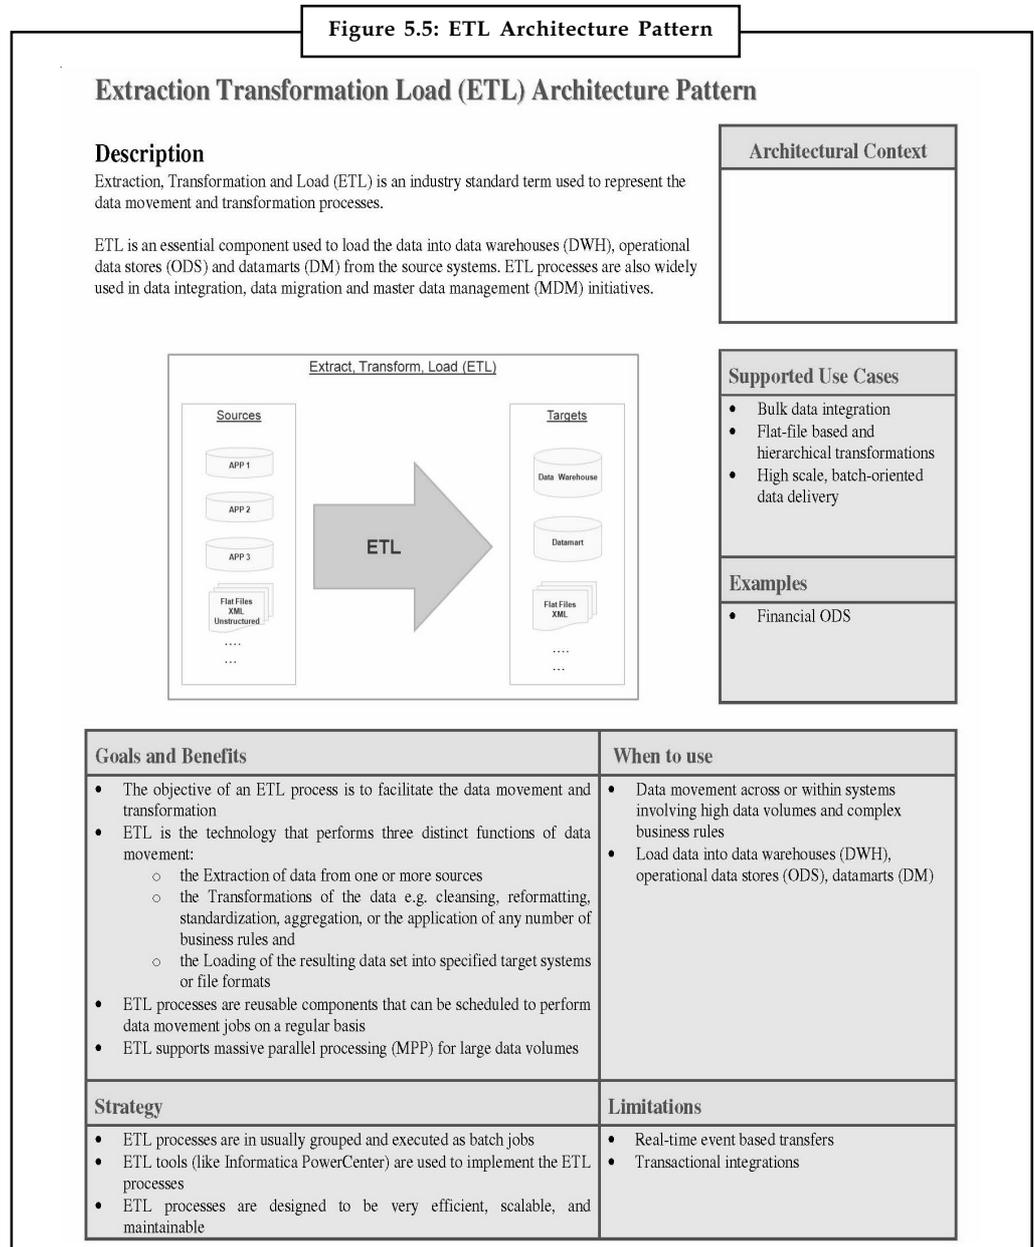 Figure 5.5: ETL Architecture Pattern
Extraction Transformation Load (ETL) Architecture Pattern
Description
Extraction, Transformation and Load (ETL) is an industry standard term used to represent the
data movement and transformation processes.
ETL is an essential component used to load the data into data warehouses (DWH), operational
data stores (ODS) and datamarts (DM) from the source systems. ETL processes are also widely
used in data integration, data migration and master data management (MDM) initiatives.
Architectural Context
Extract, Transform, Load (ETL)
Sources
APP 1
APP 2
APP 3
Flat Files
XML
Unstructured
....
...
ETL
Targets
Data Warehouse
Datamart
Flat Files
XML
....
...
Supported Use Cases
• Bulk data integration
• Flat-file based and
hierarchical transformations
• High scale, batch-oriented
data delivery
Examples
• Financial ODS
Goals and Benefits
• The objective of an ETL process is to facilitate the data movement and
transformation
• ETL is the technology that performs three distinct functions of data
movement:
o the Extraction of data from one or more sources
o the Transformations of the data e.g. cleansing, reformatting,
standardization, aggregation, or the application of any number of
business rules and
o the Loading of the resulting data set into specified target systems
or file formats
• ETL processes are reusable components that can be scheduled to perform
data movement jobs on a regular basis
• ETL supports massive parallel processing (MPP) for large data volumes
When to use
• Data movement across or within systems
involving high data volumes and complex
business rules
• Load data into data warehouses (DWH),
operational data stores (ODS), datamarts (DM)
Strategy
• ETL processes are in usually grouped and executed as batch jobs
• ETL tools (like Informatica PowerCenter) are used to implement the ETL
processes
• ETL processes are designed to be very efficient, scalable, and
maintainable
Limitations
• Real-time event based transfers
• Transactional integrations